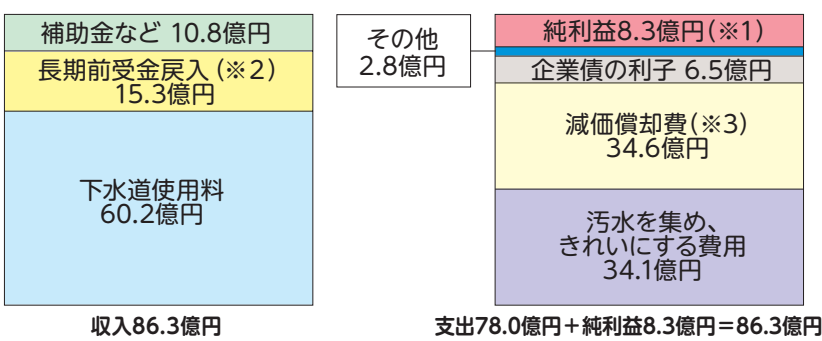 補助金など 10.8億円
長期前受金戻入(※2)
15.3億円
下水道使用料
60.2億円
収入86.3億円
その他
2.8億円
純利益8.3億円(※1)
企業債の利子 6.5億円
減価償却費(※3)
34.6億円
汚水を集め、
きれいにする費用
34.1億円
支出78.0億円+純利益8.3億円=86.3億円